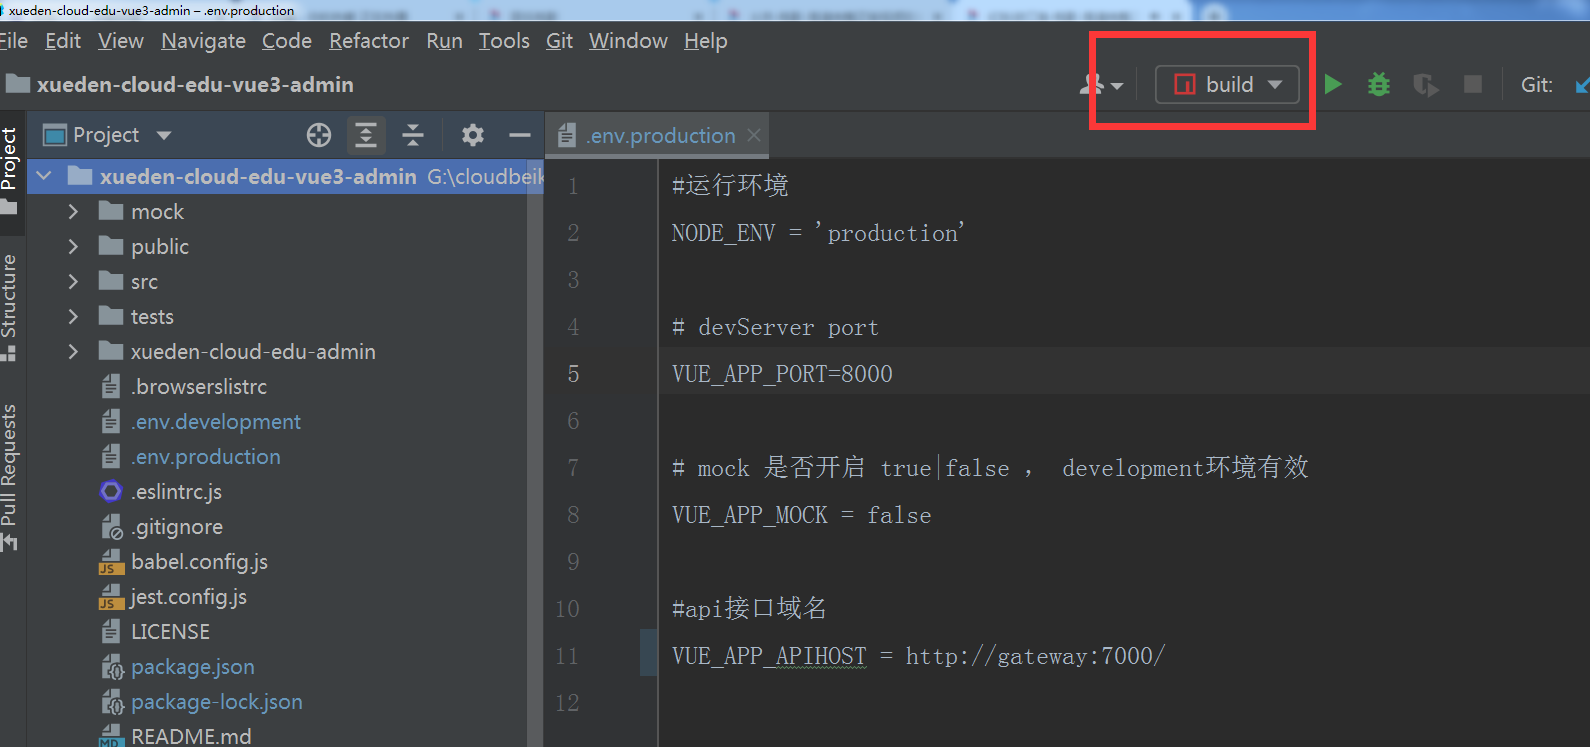 xueden-cloud-edu-vue3-admin – .env.production
File Edit View Navigate Code Refactor Run Tools Git Window Help
xueden-cloud-edu-vue3-admin
build
Git:
Project
.env.production
Project
Structure
Pull Requests
xueden-cloud-edu-vue3-admin G:\cloudbeik
mock
public
src
tests
xueden-cloud-edu-admin
.browserslistrc
.env.development
.env.production
.eslintrc.js
.gitignore
babel.config.js
jest.config.js
LICENSE
package.json
package-lock.json
README.md
1 #运行环境
2 NODE_ENV = 'production'
3
4 # devServer port
5 VUE_APP_PORT=8000
6
7 # mock 是否开启 true|false , development环境有效
8 VUE_APP_MOCK = false
9
10 #api接口域名
11 VUE_APP_APIHOST = http://gateway:7000/
12